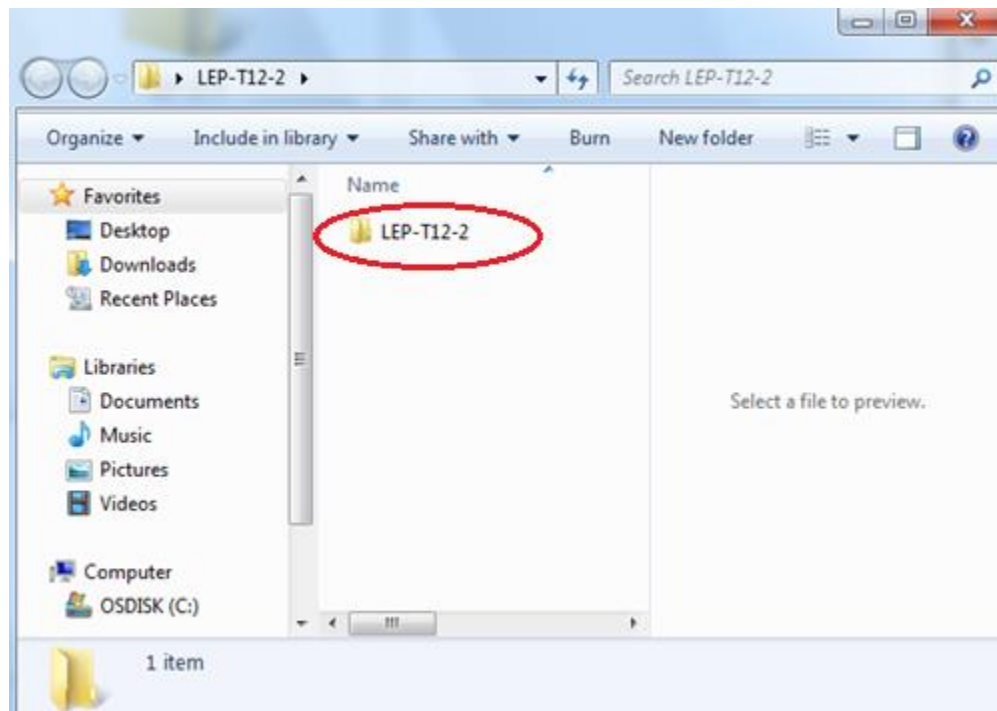 LEP-T12-2
Search LEP-T12-2
Organize
Include in library
Share with
Burn
New folder
Favorites
Desktop
Downloads
Recent Places
Libraries
Documents
Music
Pictures
Videos
Computer
OSDISK (C:)
Name
LEP-T12-2
Select a file to preview.
1 item